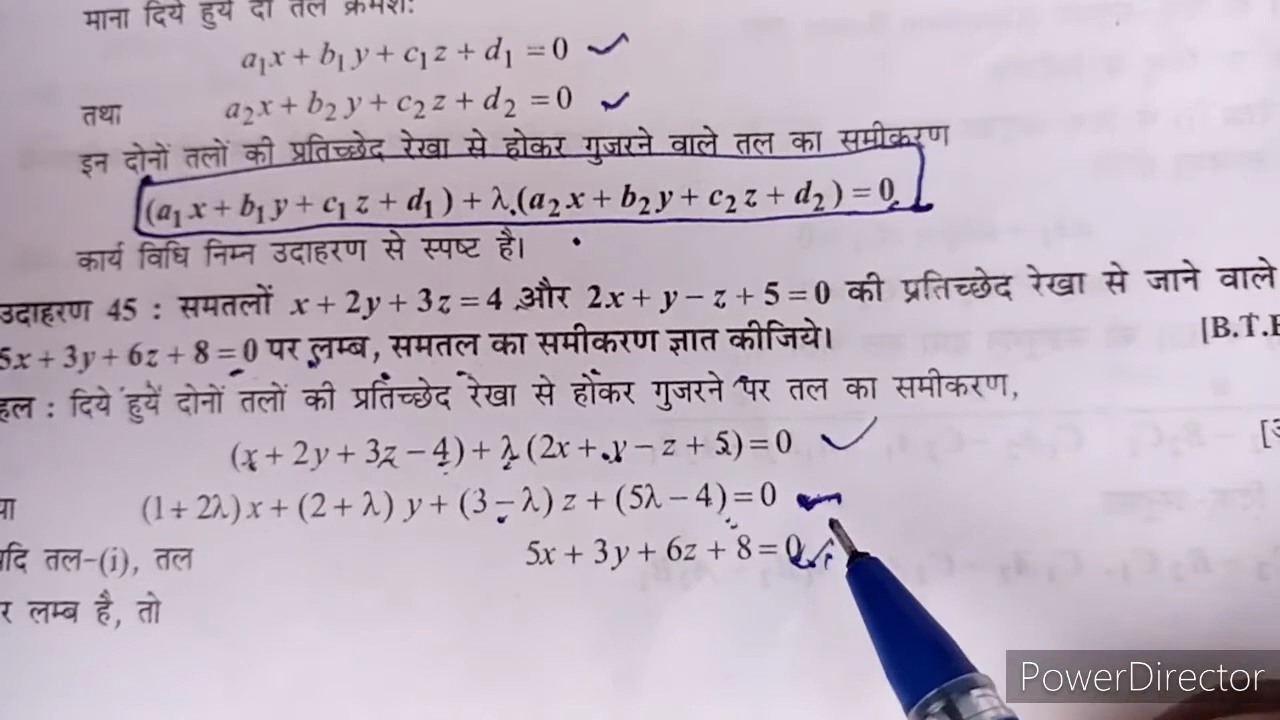 माना दिये हुये दो तल क्रमशः
a₁x + b₁y + c₁z + d₁ = 0
तथा a₂x + b₂y + c₂z + d₂ = 0
इन दोनों तलों की प्रतिच्छेद रेखा से होकर गुजरने वाले तल का समीकरण
(a₁x + b₁y + c₁z + d₁) + λ.(a₂x + b₂y + c₂z + d₂) = 0
कार्य विधि निम्न उदाहरण से स्पष्ट है।
उदाहरण 45 : समतलों x + 2y + 3z = 4 और 2x + y − z + 5 = 0 की प्रतिच्छेद रेखा से जाने वाले
5x + 3y + 6z + 8 = 0 पर लम्ब, समतल का समीकरण ज्ञात कीजिये। [B.T.E
हल : दिये हुये दोनों तलों की प्रतिच्छेद रेखा से होकर गुजरने पर तल का समीकरण,
(x + 2y + 3z − 4) + λ (2x + y − z + 5) = 0
(1 + 2λ) x + (2 + λ) y + (3 − λ) z + (5λ − 4) = 0
यदि तल-(i), तल 5x + 3y + 6z + 8 = 0
र लम्ब है, तो
PowerDirector